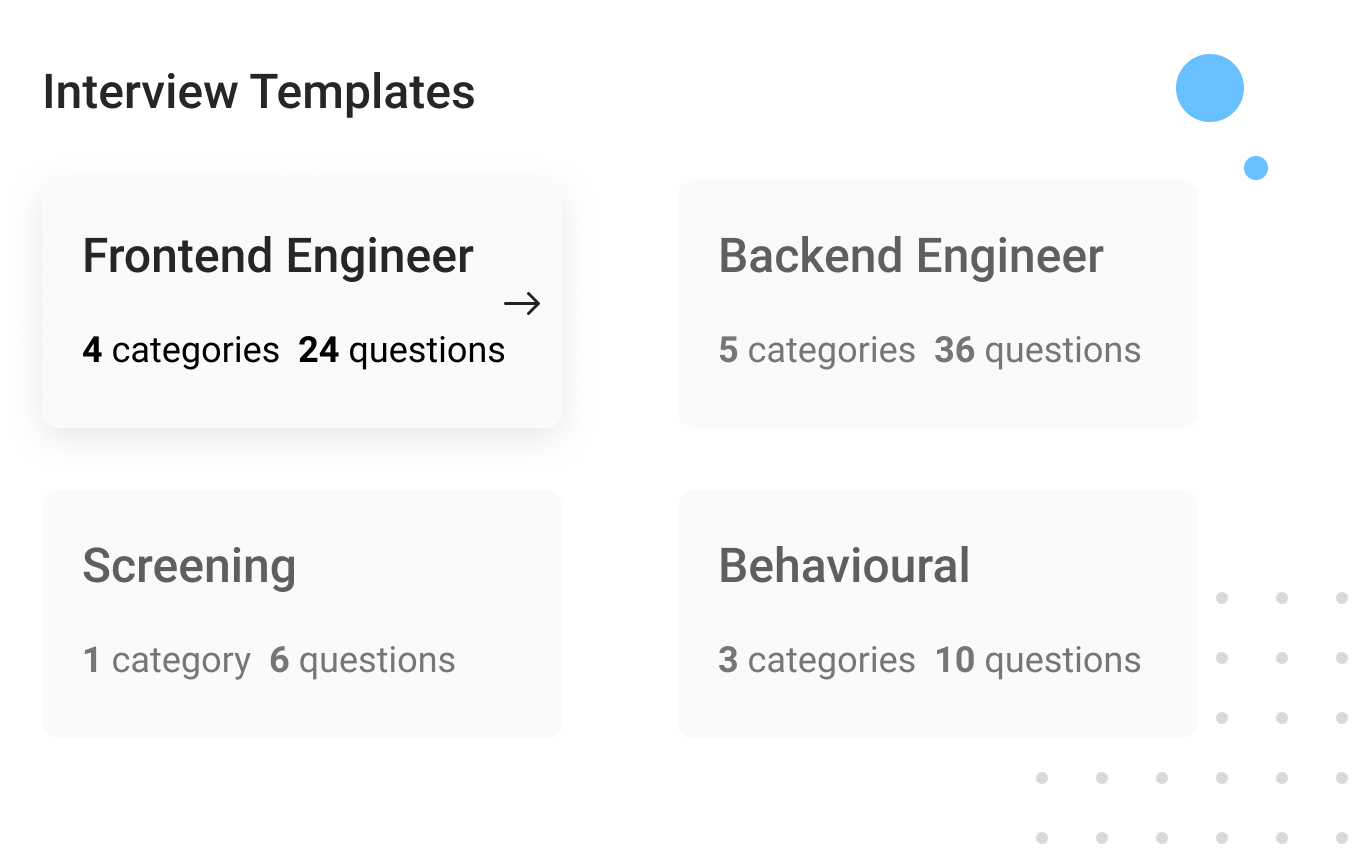 Interview Templates
Frontend Engineer
4 categories 24 questions
Backend Engineer
5 categories 36 questions
Screening
1 category 6 questions
Behavioural
3 categories 10 questions